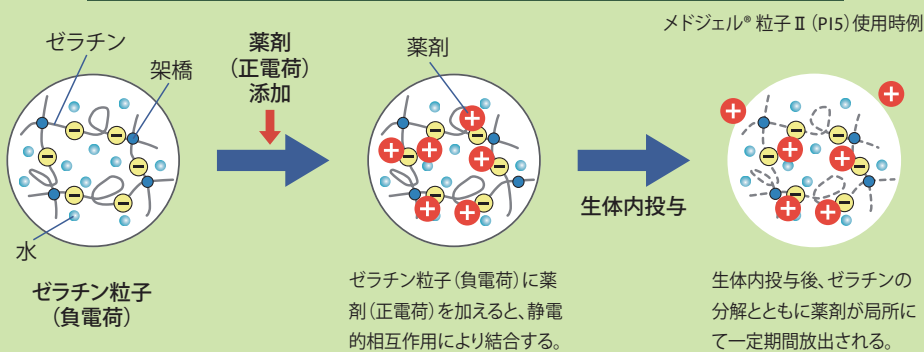 メドジェル® 粒子Ⅱ(PI5)使用時例
ゼラチン
架橋
薬剤
(正電荷)
添加
薬剤
水
生体内投与
ゼラチン粒子
(負電荷)
ゼラチン粒子(負電荷)に薬
剤(正電荷)を加えると、静電
的相互作用により結合する。
生体内投与後、ゼラチンの
分解とともに薬剤が局所に
て一定期間放出される。